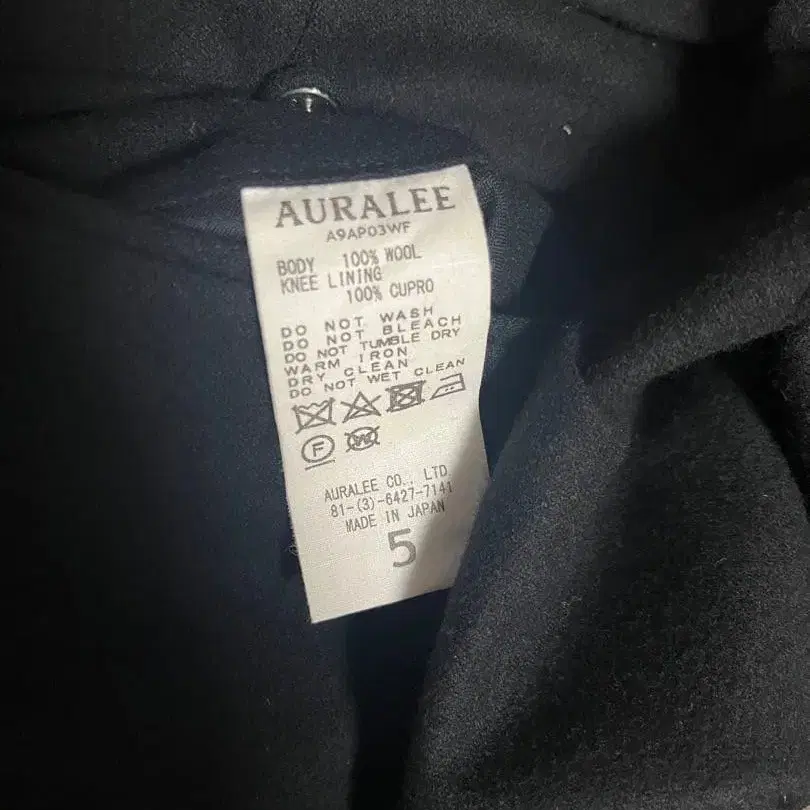 AURALEE
A9AP03WF
BODY 100% WOOL
KNEE LINING
100% CUPRO
DO NOT WASH
DO NOT BLEACH
DO NOT TUMBLE DRY
WARM IRON
DRY CLEAN
DO NOT WET CLEAN
F
W
AURALEE CO., LTD
81-(3)-6427-7141
MADE IN JAPAN
5